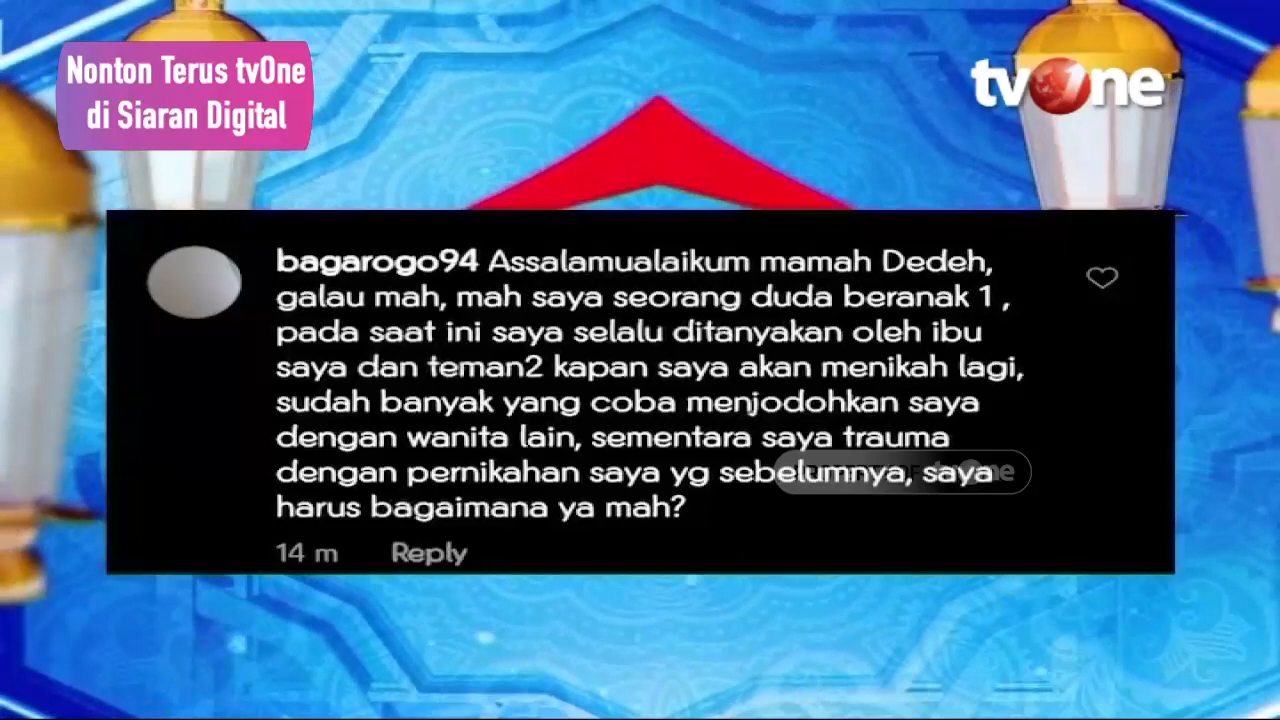 Nonton Terus tvOne
di Siaran Digital
tvOne
bagarogo94 Assalamualaikum mamah Dedeh,
galau mah, mah saya seorang duda beranak 1 ,
pada saat ini saya selalu ditanyakan oleh ibu
saya dan teman2 kapan saya akan menikah lagi,
sudah banyak yang coba menjodohkan saya
dengan wanita lain, sementara saya trauma
dengan pernikahan saya yg sebelumnya, saya
harus bagaimana ya mah?
14 m Reply